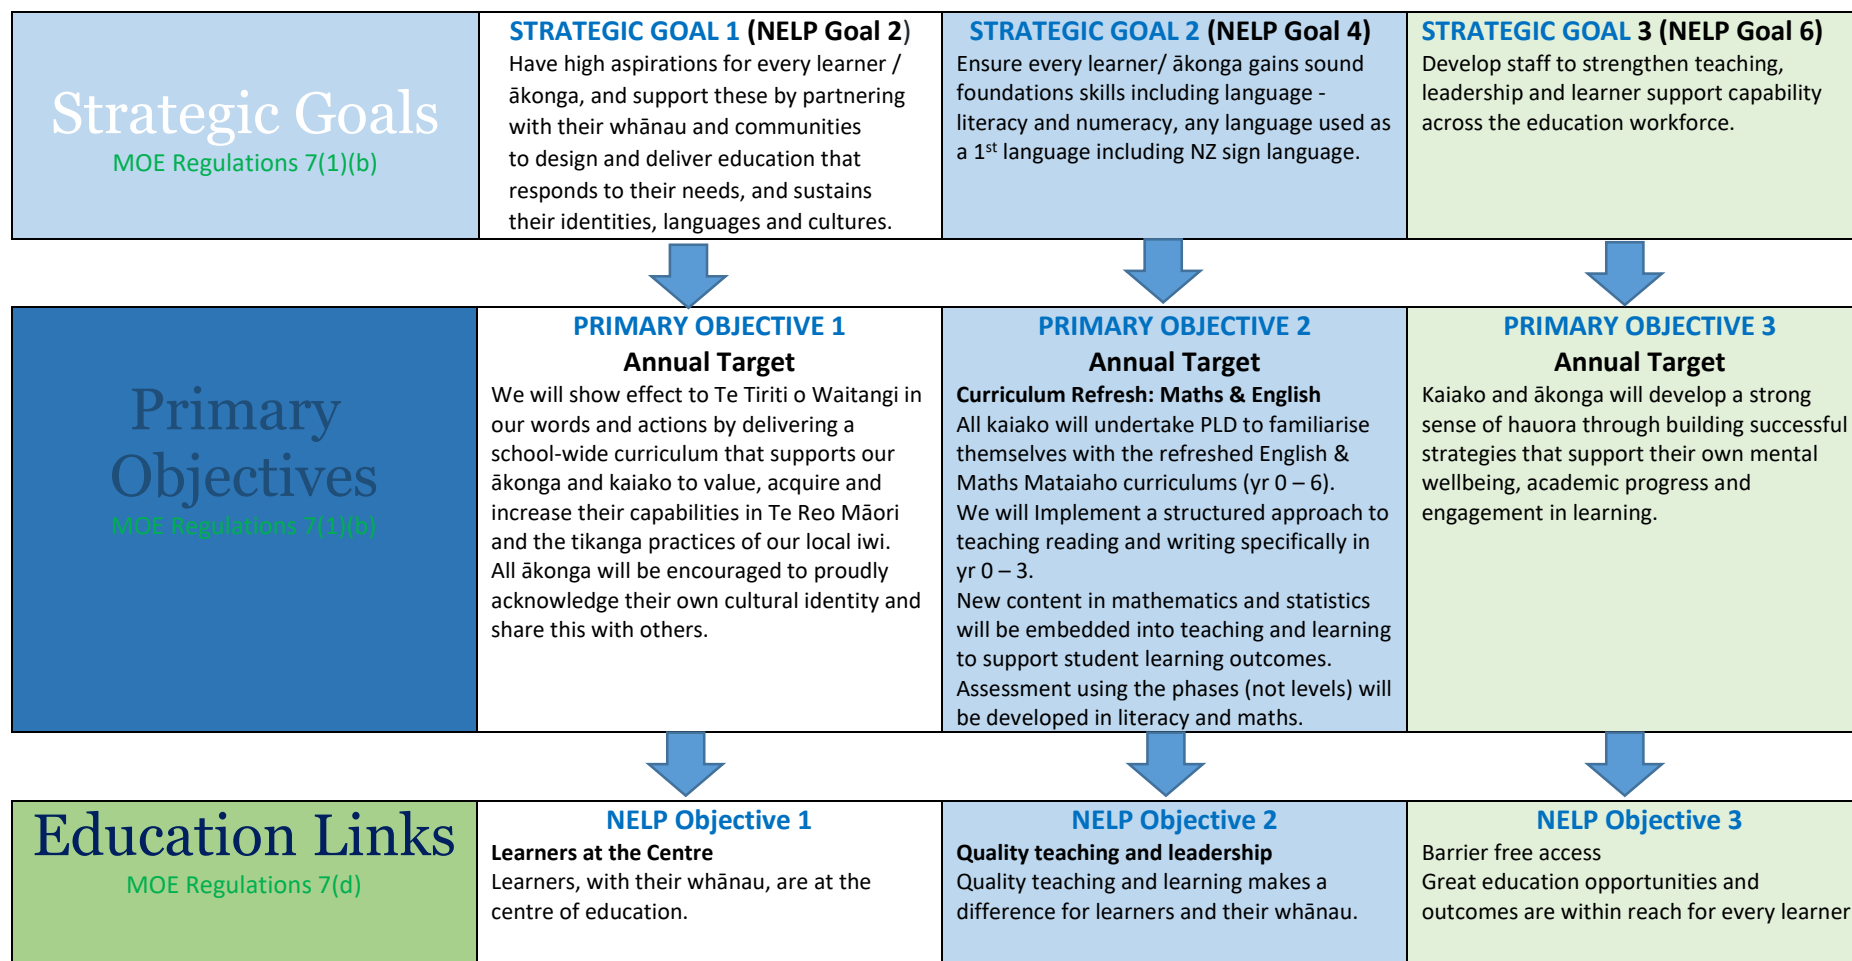 Strategic Goals
MOE Regulations 7(1)(b)
STRATEGIC GOAL 1 (NELP Goal 2)
Have high aspirations for every learner /
ākonga, and support these by partnering
with their whānau and communities
to design and deliver education that
responds to their needs, and sustains
their identities, languages and cultures.
STRATEGIC GOAL 2 (NELP Goal 4)
Ensure every learner/ ākonga gains sound
foundations skills including language -
literacy and numeracy, any language used as
a 1st language including NZ sign language.
STRATEGIC GOAL 3 (NELP Goal 6)
Develop staff to strengthen teaching,
leadership and learner support capability
across the education workforce.
Primary
Objectives
MOE Regulations 7(1)(b)
PRIMARY OBJECTIVE 1
Annual Target
We will show effect to Te Tiriti o Waitangi in
our words and actions by delivering a
school-wide curriculum that supports our
ākonga and kaiako to value, acquire and
increase their capabilities in Te Reo Māori
and the tikanga practices of our local iwi.
All ākonga will be encouraged to proudly
acknowledge their own cultural identity and
share this with others.
PRIMARY OBJECTIVE 2
Annual Target
Curriculum Refresh: Maths & English
All kaiako will undertake PLD to familiarise
themselves with the refreshed English &
Maths Mataiaho curriculums (yr 0 – 6).
We will Implement a structured approach to
teaching reading and writing specifically in
yr 0 – 3.
New content in mathematics and statistics
will be embedded into teaching and learning
to support student learning outcomes.
Assessment using the phases (not levels) will
be developed in literacy and maths.
PRIMARY OBJECTIVE 3
Annual Target
Kaiako and ākonga will develop a strong
sense of hauora through building successful
strategies that support their own mental
wellbeing, academic progress and
engagement in learning.
Education Links
MOE Regulations 7(d)
NELP Objective 1
Learners at the Centre
Learners, with their whānau, are at the
centre of education.
NELP Objective 2
Quality teaching and leadership
Quality teaching and learning makes a
difference for learners and their whānau.
NELP Objective 3
Barrier free access
Great education opportunities and
outcomes are within reach for every learner